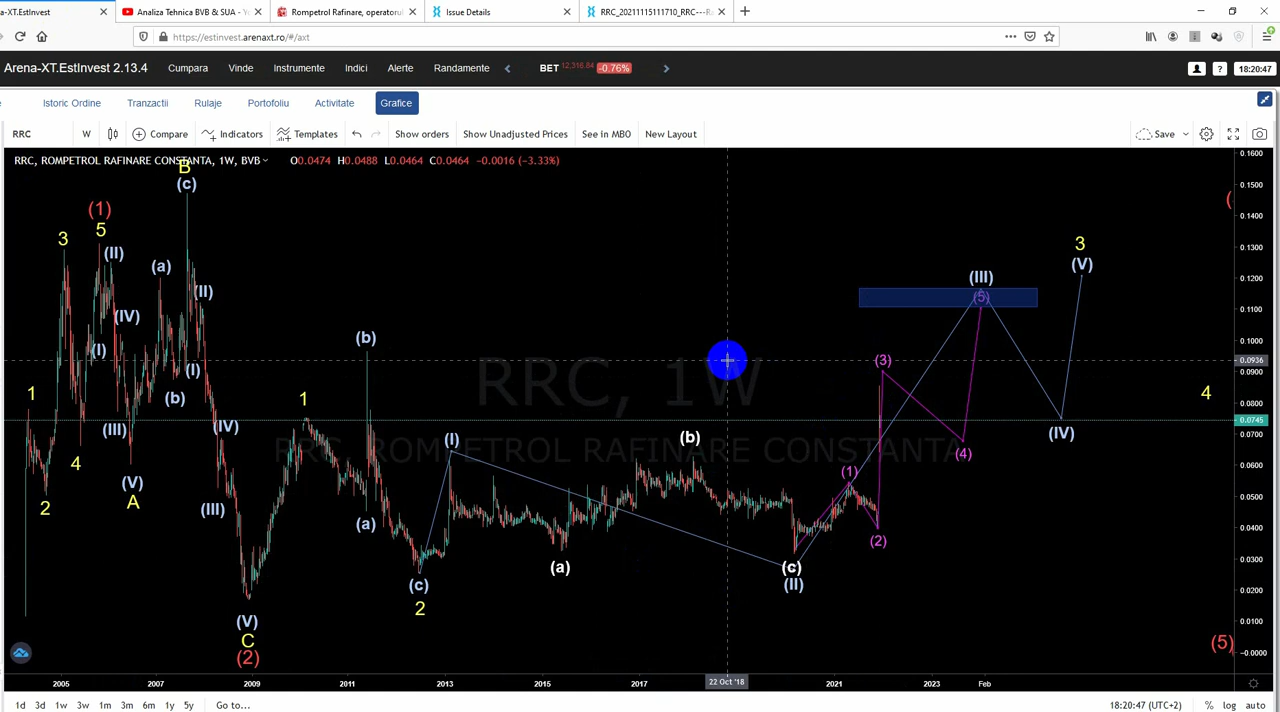 na-XT.EstInvest
Analiza Tehnica BVB & SUA - Yo
Rompetrol Rafinare, operatorul
Issue Details
RRC_20211115111710_RRC---Ra
https://estinvest.arenaxt.ro/#/axt
Arena-XT.EstInvest 2.13.4
Cumpara
Vinde
Instrumente
Indici
Alerte
Randamente
BET 12,316.64 -0.76%
18:20:47
Istoric Ordine
Tranzactii
Rulaje
Portofoliu
Activitate
Grafice
RRC
W
Compare
Indicators
Templates
Show orders
Show Unadjusted Prices
See in MBO
New Layout
Save
RRC, ROMPETROL RAFINARE CONSTANTA, 1W, BVB
O0.0474 H0.0488 L0.0464 C0.0464 -0.0016 (-3.33%)
0.1600
B
(c)
0.1500
(
0.1400
(1)
5
3
(II)
3
0.1300
(a)
(V)
(III)
0.1200
(II)
(5)
(IV)
0.1100
(b)
0.1000
(I)
(3)
0.0936
(I)
0.0900
1
(b)
1
4
0.0800
RRC, 1W
0.0745
(III)
(IV)
(IV)
0.0700
(I)
(b)
RRC, ROMPETROL RAFINARE CONSTANTA
4
(4)
0.0600
(V)
(1)
A
2
(III)
0.0500
(a)
(2)
0.0400
(a)
(c)
0.0300
(c)
(II)
0.0200
2
(V)
0.0100
C
(2)
(5)
-0.0000
2005
2007
2009
2011
2013
2015
2017
22 Oct '18
2021
2023
Feb
1d 3d 1w 3w 1m 3m 6m 1y 5y Go to...
18:20:47 (UTC+2)
% log auto